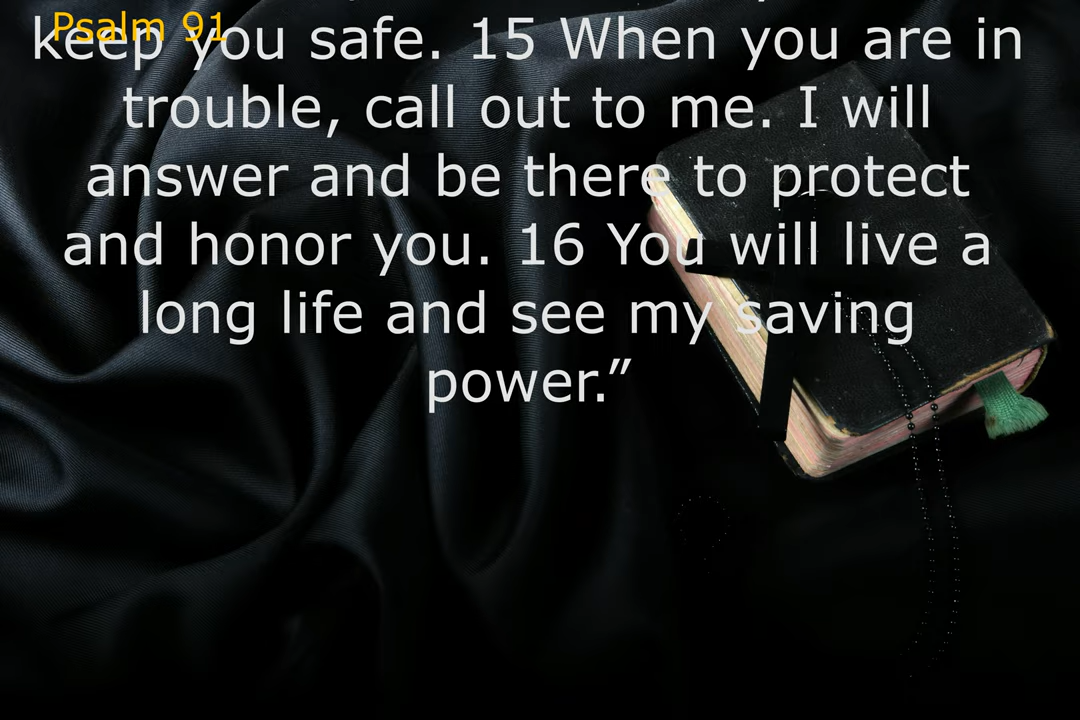 Psalm 91
keep you safe. 15 When you are in
trouble, call out to me. I will
answer and be there to protect
and honor you. 16 You will live a
long life and see my saving
power.”